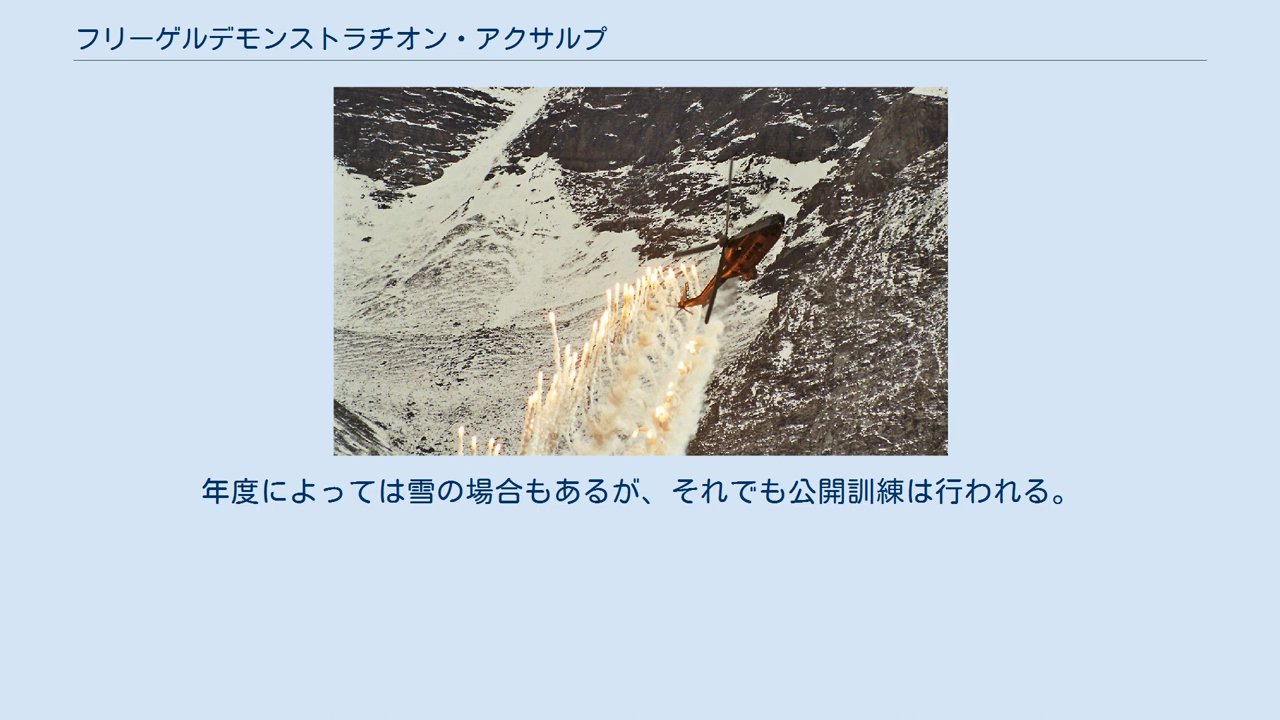 フリーゲルデモンストラチオン・アクサルプ
年度によっては雪の場合もあるが、それでも公開訓練は行われる。